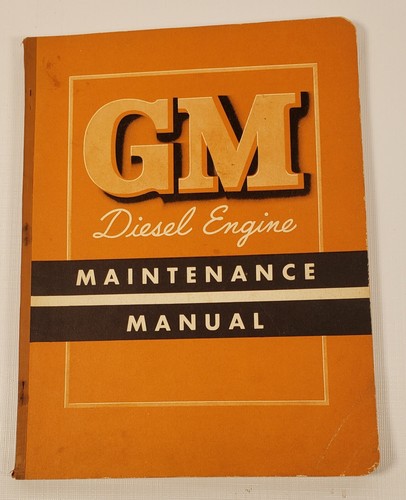 GM
Diesel Engine
MAINTENANCE
MANUAL